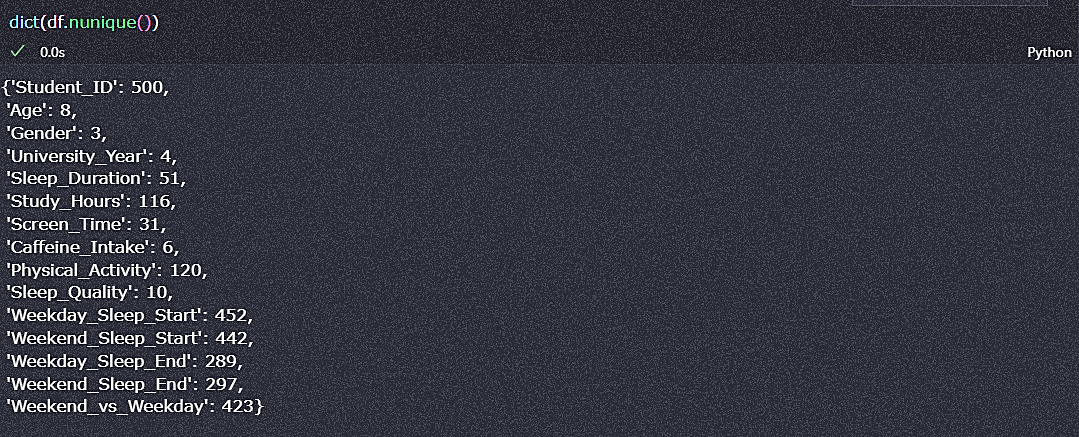 dict(df.nunique())
✓ 0.0s Python
{'Student_ID': 500,
'Age': 8,
'Gender': 3,
'University_Year': 4,
'Sleep_Duration': 51,
'Study_Hours': 116,
'Screen_Time': 31,
'Caffeine_Intake': 6,
'Physical_Activity': 120,
'Sleep_Quality': 10,
'Weekday_Sleep_Start': 452,
'Weekend_Sleep_Start': 442,
'Weekday_Sleep_End': 289,
'Weekend_Sleep_End': 297,
'Weekend_vs_Weekday': 423}